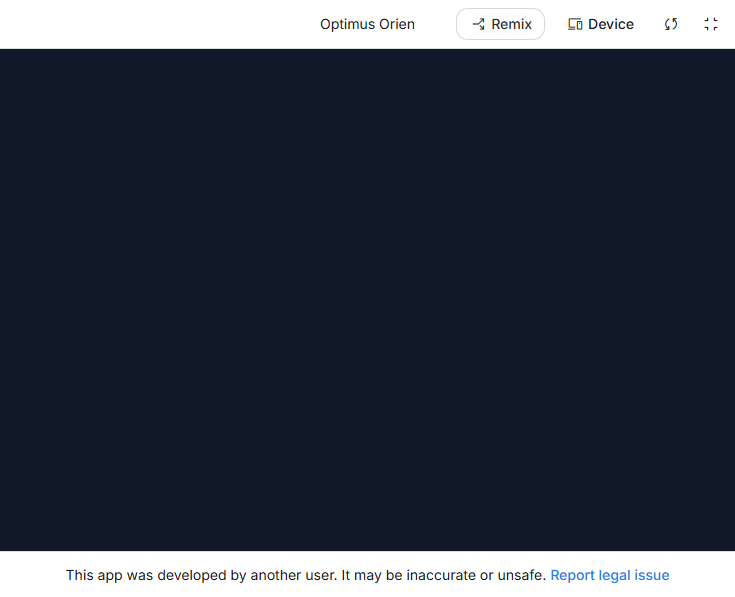 Optimus Orien
Remix
Device
This app was developed by another user. It may be inaccurate or unsafe. Report legal issue